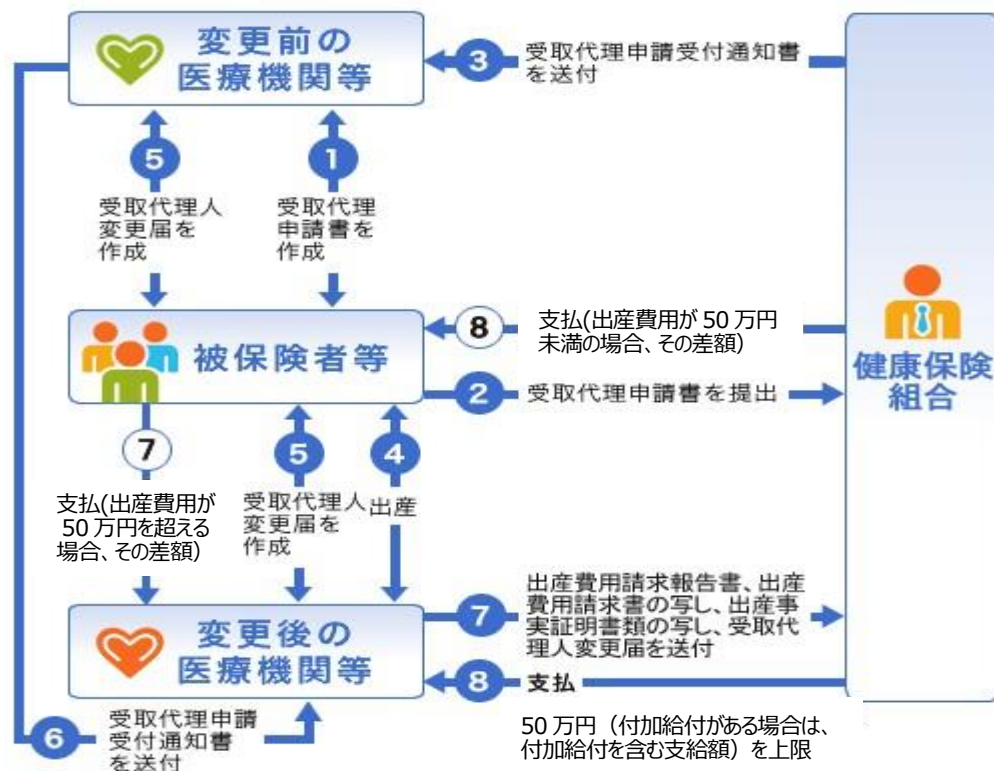 変更前の
医療機関等
3
受取代理申請受付通知書
を送付
5
1
受取代理人
変更届を
作成
受取代理
申請書を
作成
被保険者等
8
支払(出産費用が 50 万円
未満の場合、その差額)
2
受取代理申請書を提出
健康保険
組合
7
支払(出産費用が
50 万円を超える
場合、その差額)
5
受取代理人
変更届を
作成
4
出産
変更後の
医療機関等
7
出産費用請求報告書、出産
費用請求書の写し、出産事
実証明書類の写し、受取代
理人変更届を送付
8
支払
50 万円（付加給付がある場合は、
付加給付を含む支給額）を上限
6
受取代理申請
受付通知書
を送付